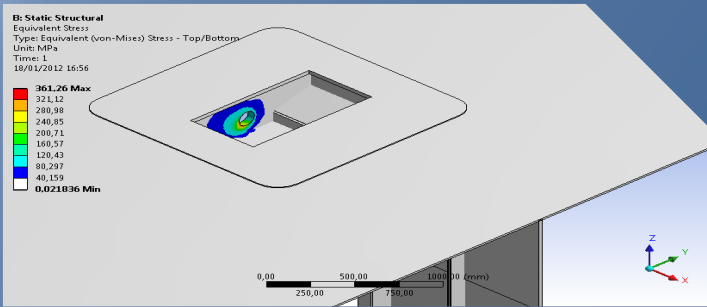 B: Static Structural
Equivalent Stress
Type: Equivalent (von-Mises) Stress - Top/Bottom
Unit: MPa
Time: 1
18/01/2012 16:56
361,26 Max
321,12
280,98
240,85
200,71
160,57
120,43
80,297
40,159
0,021836 Min
0,00 500,00 1000,00 (mm)
250,00 750,00
Z
Y
X